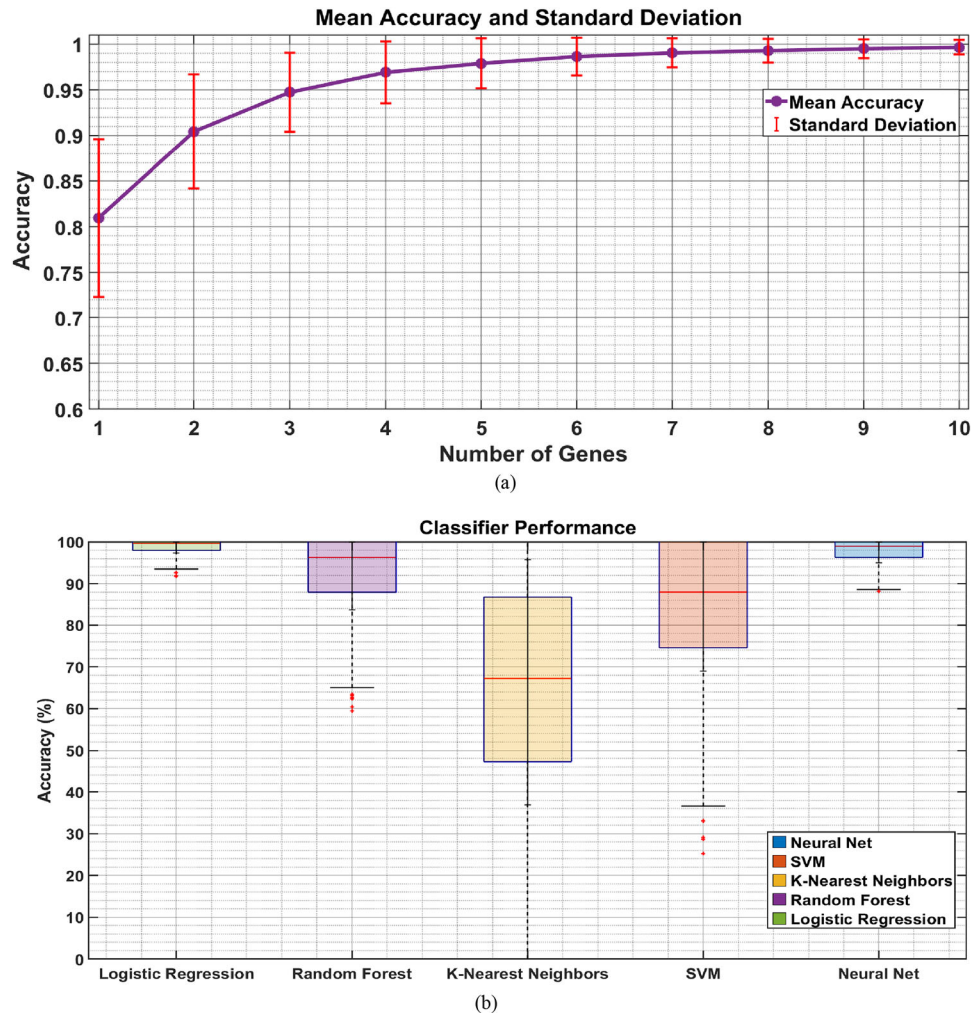 Mean Accuracy and Standard Deviation
1
0.95
0.9
0.85
0.8
0.75
0.7
0.65
0.6
Accuracy
Mean Accuracy
Standard Deviation
1 2 3 4 5 6 7 8 9 10
Number of Genes
(a)
Classifier Performance
100
90
80
70
60
50
40
30
20
10
0
Accuracy (%)
Neural Net
SVM
K-Nearest Neighbors
Random Forest
Logistic Regression
Logistic Regression Random Forest K-Nearest Neighbors SVM Neural Net
(b)